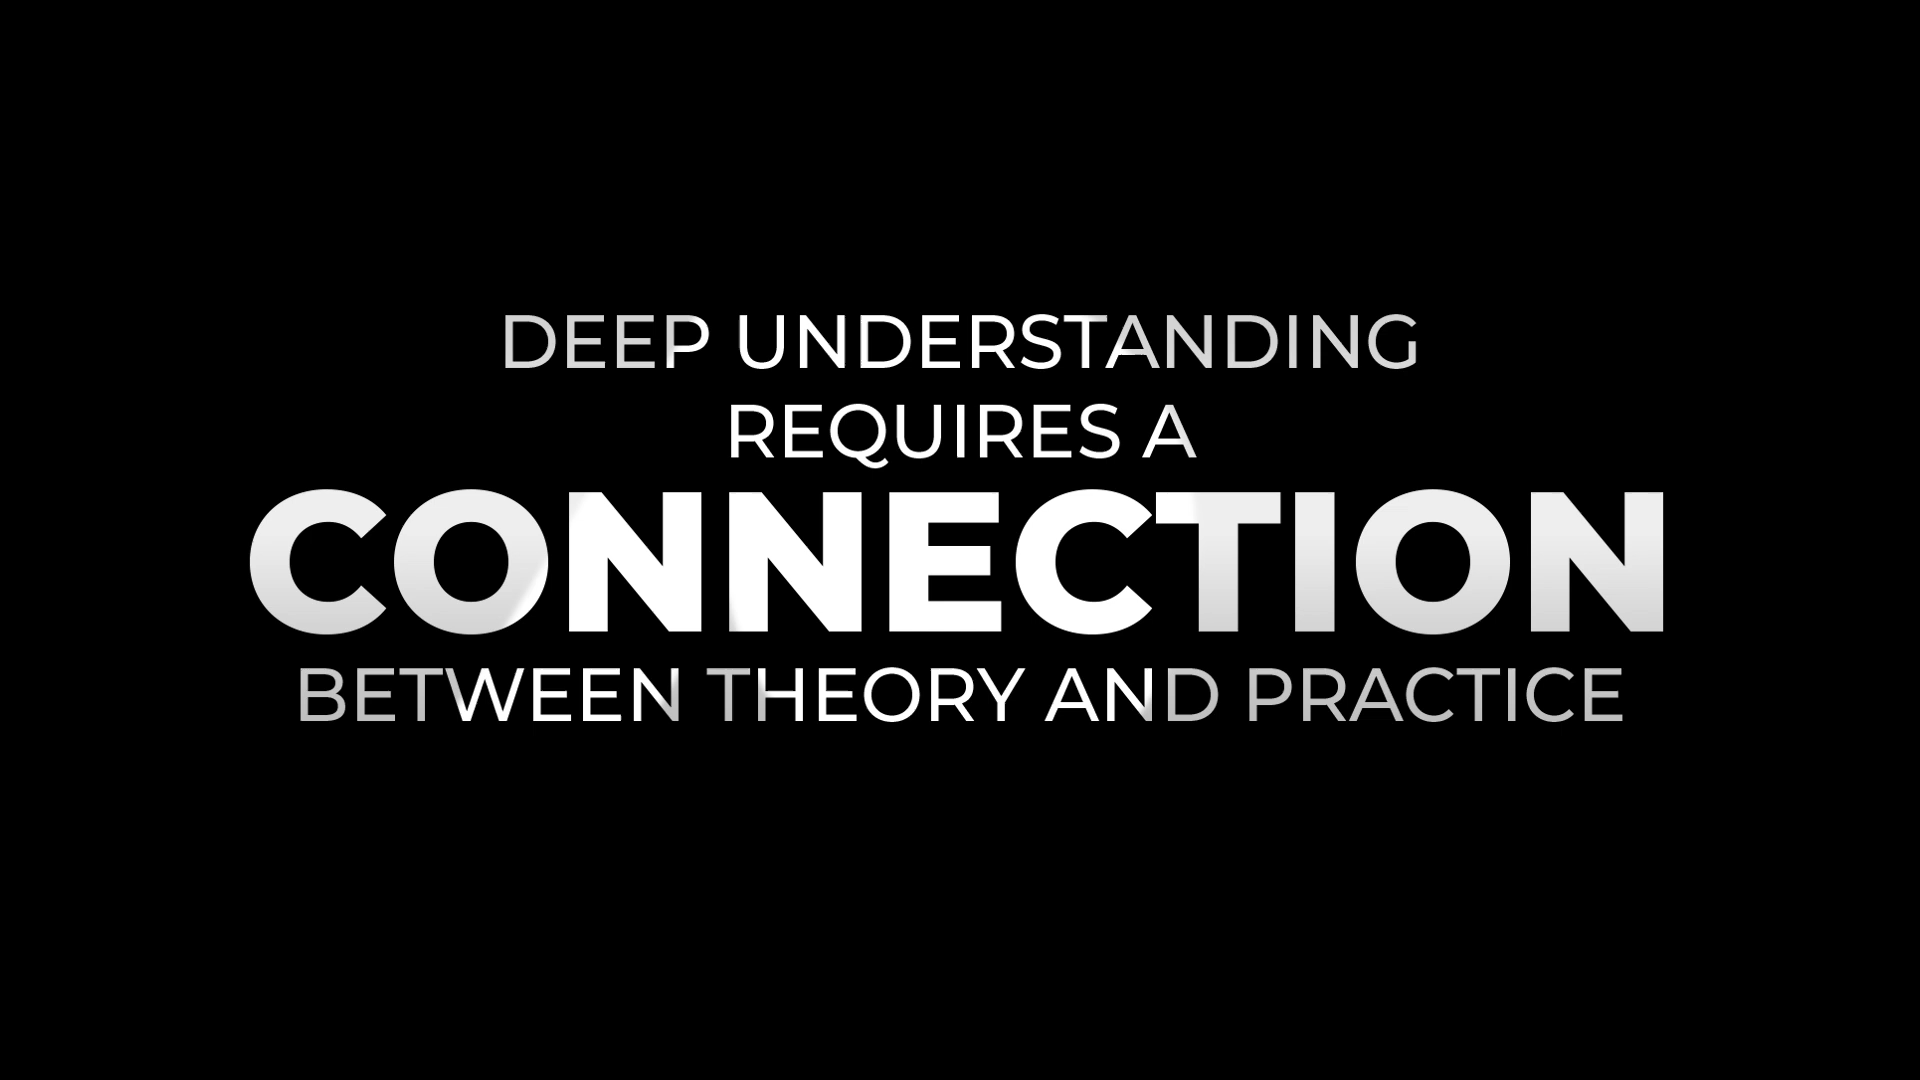 DEEP UNDERSTANDING
REQUIRES A
CONNECTION
BETWEEN THEORY AND PRACTICE